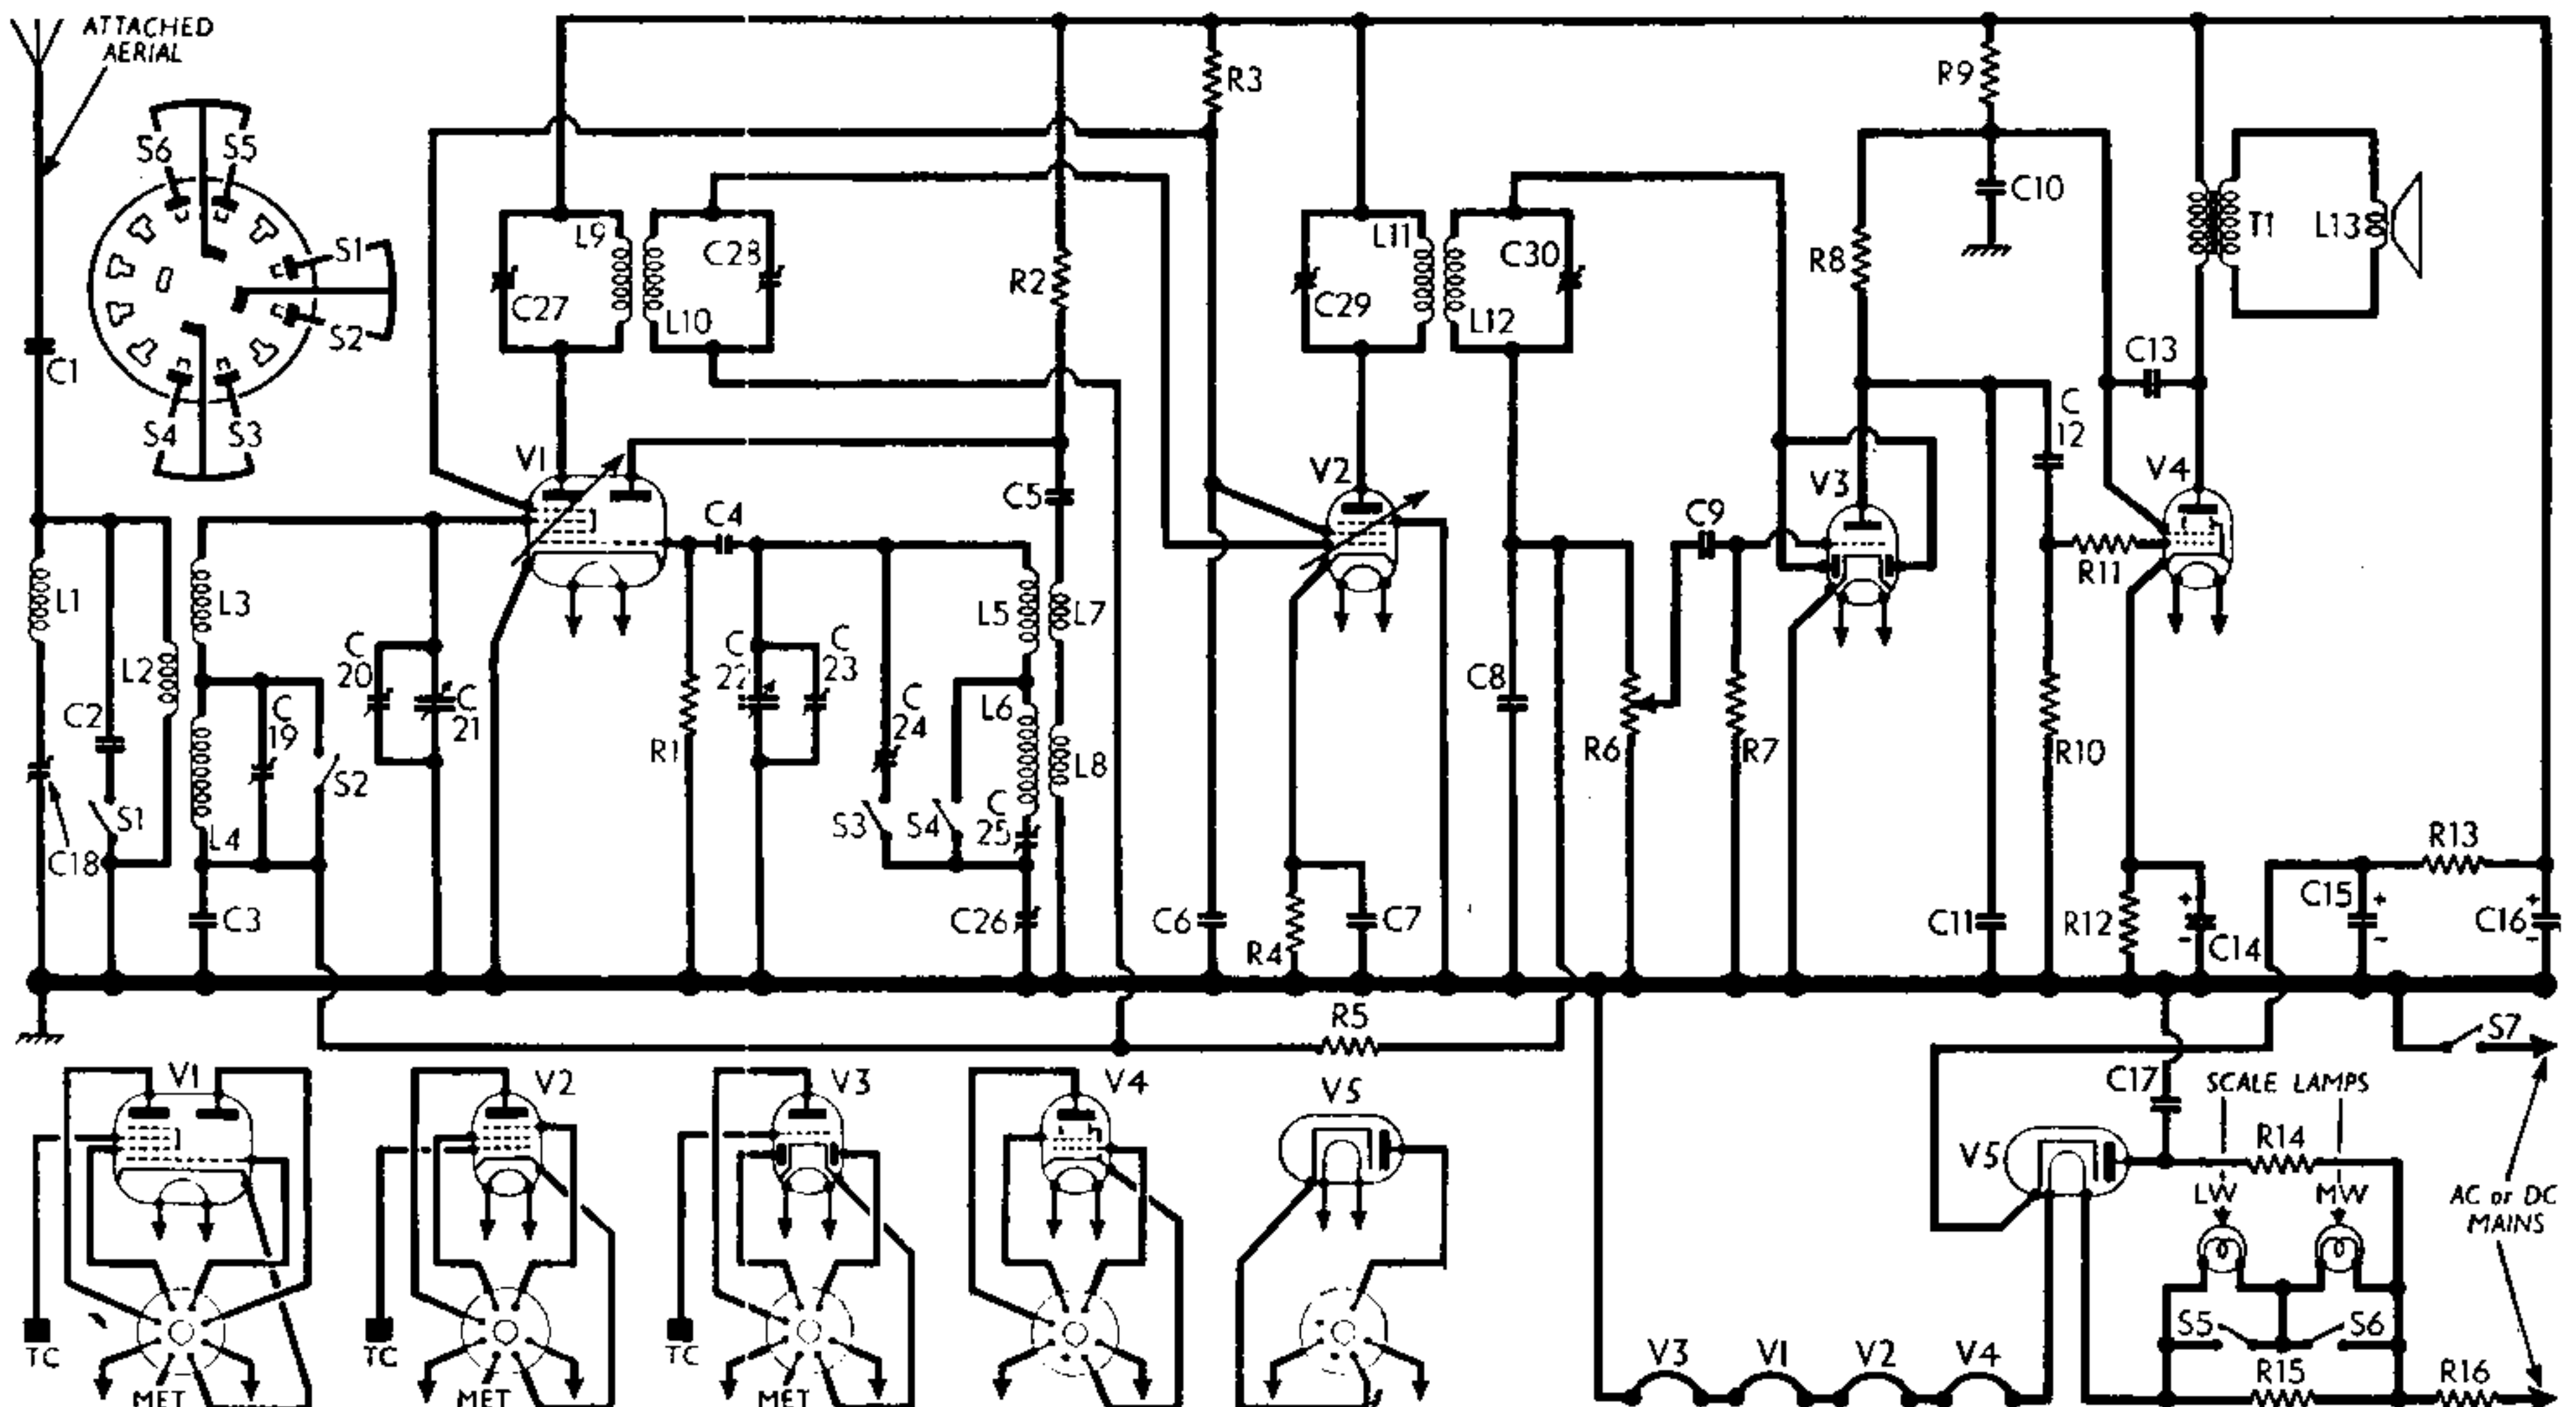 ATTACHED
AERIAL
R3
R9
S6
S5
C10
S1
L9
C28
L11
C30
T1
L13
R2
R8
C27
L10
C29
L12
S2
C1
C13
S4
S3
C
12
V1
V2
V3
V4
C5
C4
C9
R11
L1
L3
L5
L7
C
20
C
22
C
23
L2
C8
C
21
C2
C
19
C
24
L6
R1
R6
R7
R10
S2
L8
S1
S3
S4
C
25
L4
C18
R13
C3
C26
C6
C7
R4
C11
R12
C14
C15
+
-
C16
+
-
+
-
R5
S7
V1
V2
V3
V4
V5
C17
SCALE LAMPS
V5
R14
LW
MW
AC or DC
MAINS
S5
S6
TC
TC
TC
V3
V1
V2
V4
R15
R16
MET
MET
MET